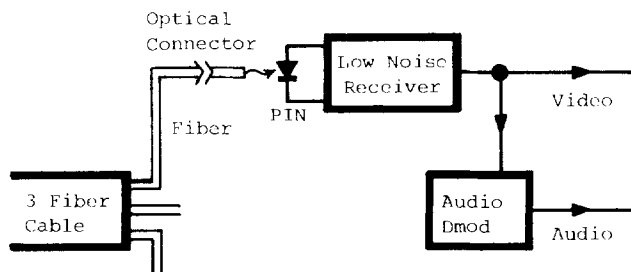 Optical
Connector
Low Noise
Receiver
Video
PIN
Fiber
3 Fiber
Cable
Audio
Dmod
Audio